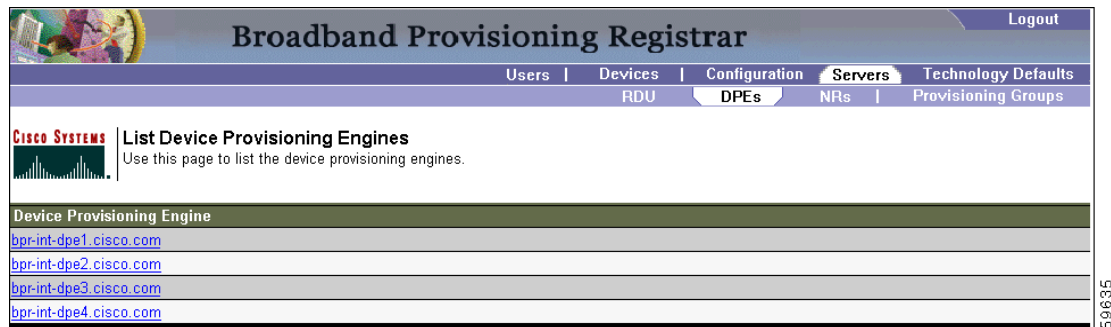 Broadband Provisioning Registrar
Logout
Users | Devices | Configuration Servers Technology Defaults
RDU DPEs NRs | Provisioning Groups
CISCO SYSTEMS
List Device Provisioning Engines
Use this page to list the device provisioning engines.
Device Provisioning Engine
bpr-int-dpe1.cisco.com
bpr-int-dpe2.cisco.com
bpr-int-dpe3.cisco.com
bpr-int-dpe4.cisco.com
59635